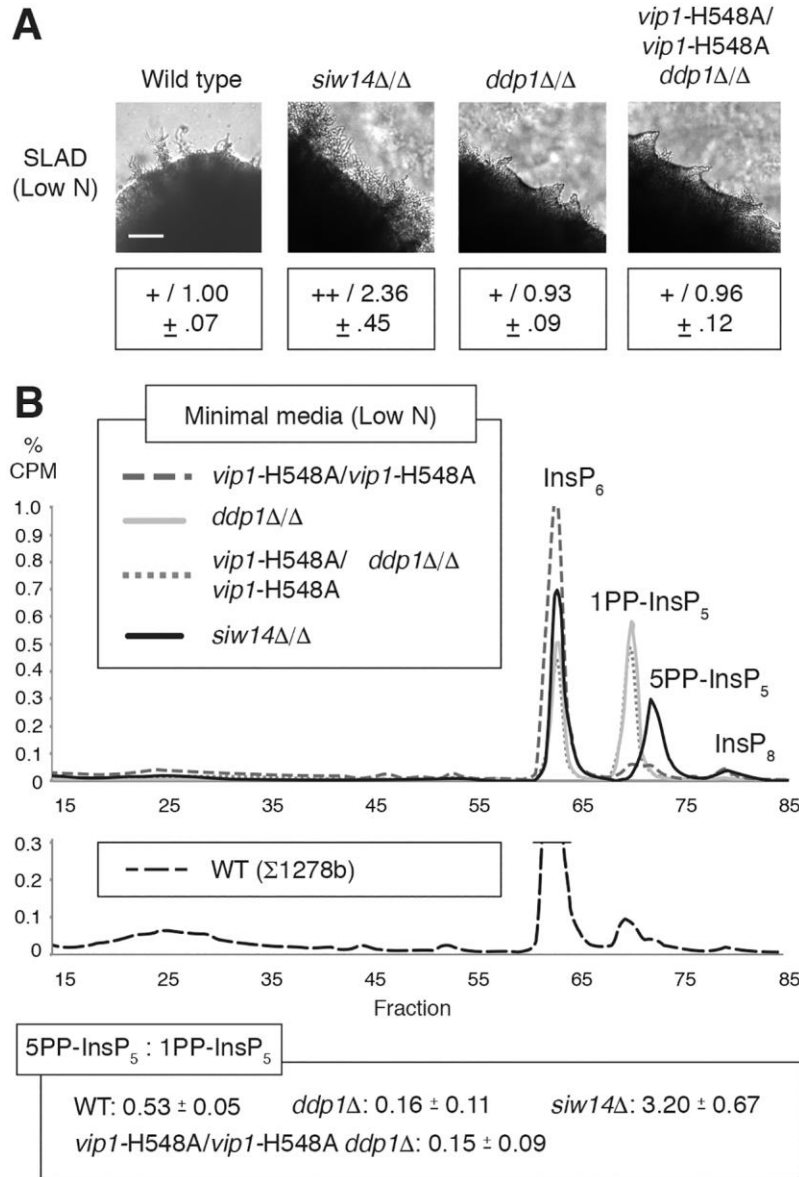 A
Wild type
siw14Δ/Δ
ddp1Δ/Δ
vip1-H548A/
vip1-H548A
ddp1Δ/Δ
SLAD
(Low N)
+ / 1.00
± .07
++ / 2.36
± .45
+ / 0.93
± .09
+ / 0.96
± .12
B
Minimal media (Low N)
%
CPM
vip1-H548A/vip1-H548A
ddp1Δ/Δ
vip1-H548A/ ddp1Δ/Δ
vip1-H548A
siw14Δ/Δ
InsP₆
1PP-InsP₅
5PP-InsP₅
InsP₈
1.0
0.9
0.8
0.7
0.6
0.5
0.4
0.3
0.2
0.1
0
15 25 35 45 55 65 75 85
0.3
0.2
0.1
0
WT (Σ1278b)
15 25 35 45 55 65 75 85
Fraction
5PP-InsP₅ : 1PP-InsP₅
WT: 0.53 ± 0.05 ddp1Δ: 0.16 ± 0.11 siw14Δ: 3.20 ± 0.67
vip1-H548A/vip1-H548A ddp1Δ: 0.15 ± 0.09